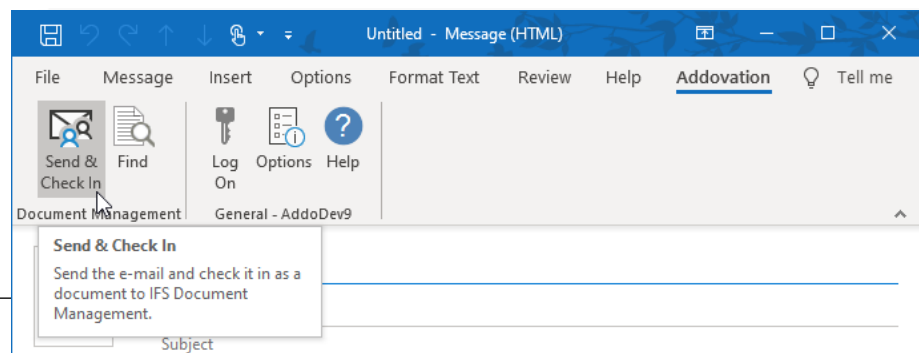 Untitled - Message (HTML)
File Message Insert Options Format Text Review Help Addovation Tell me
Send & Check In
Find
Log On
Options
Help
Document Management
General - AddoDev9
Send & Check In
Send the e-mail and check it in as a
document to IFS Document
Management.
Subject